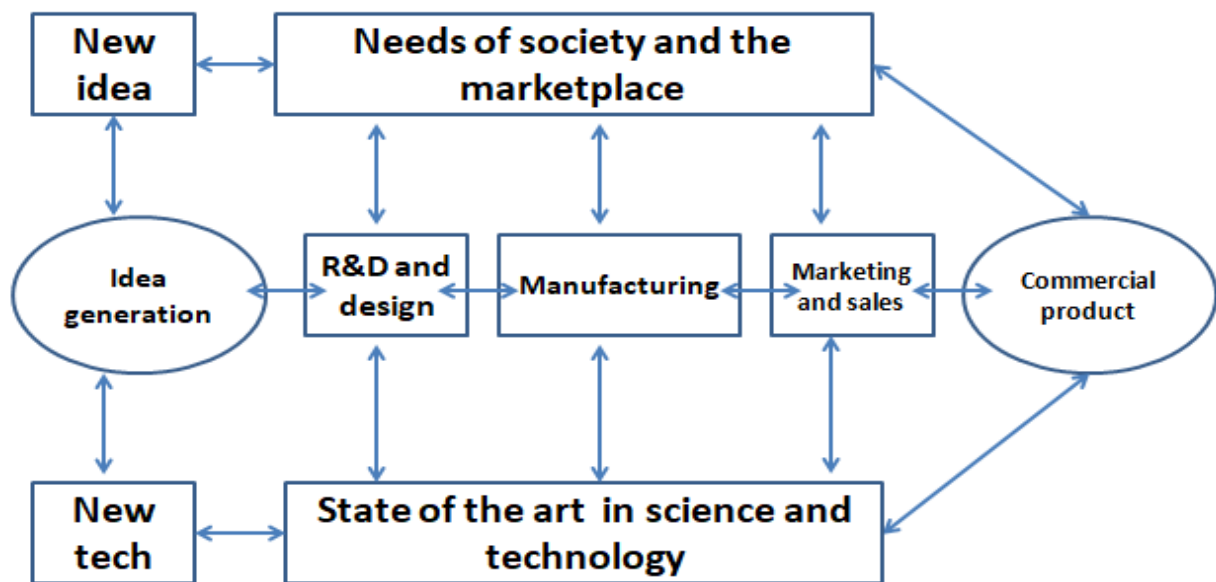 New
idea
Needs of society and the
marketplace
Idea
generation
R&D and
design
Manufacturing
Marketing
and sales
Commercial
product
New
tech
State of the art in science and
technology